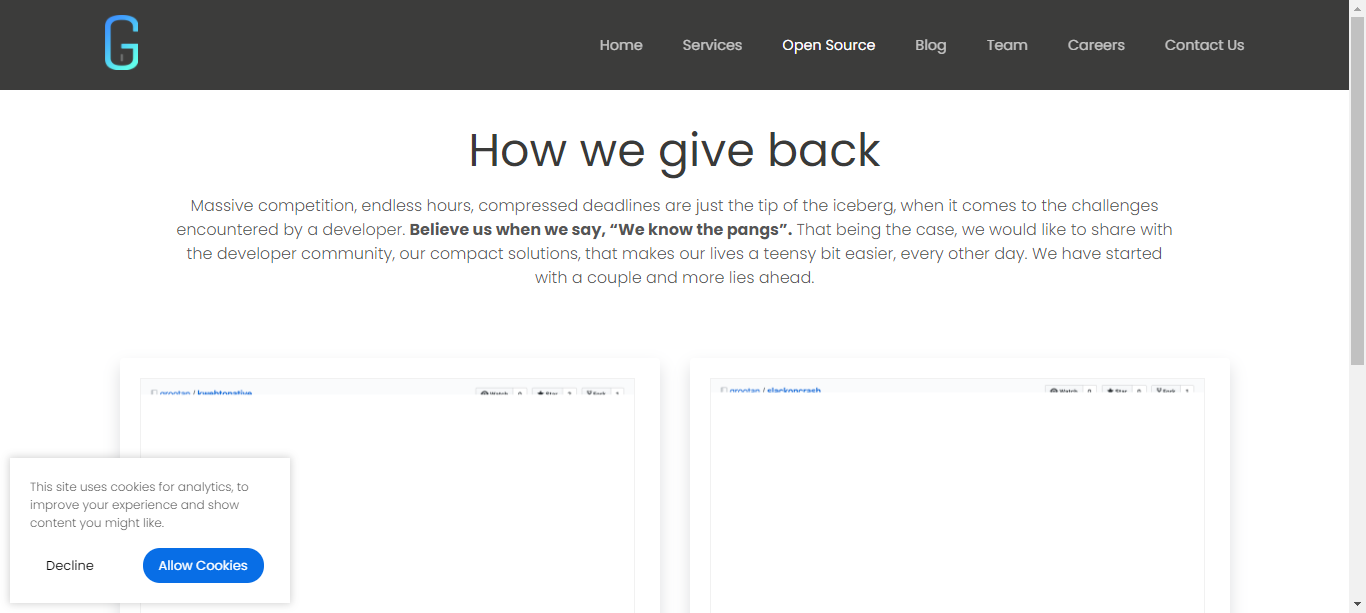 G
Home Services Open Source Blog Team Careers Contact Us
How we give back
Massive competition, endless hours, compressed deadlines are just the tip of the iceberg, when it comes to the challenges
encountered by a developer. Believe us when we say, “We know the pangs”. That being the case, we would like to share with
the developer community, our compact solutions, that makes our lives a teensy bit easier, every other day. We have started
with a couple and more lies ahead.
grootan / kwebtonative Watch 0 Star 2 Fork 1
grootan / slackoncrash Watch 0 Star 0 Fork 1
This site uses cookies for analytics, to
improve your experience and show
content you might like.
Decline Allow Cookies